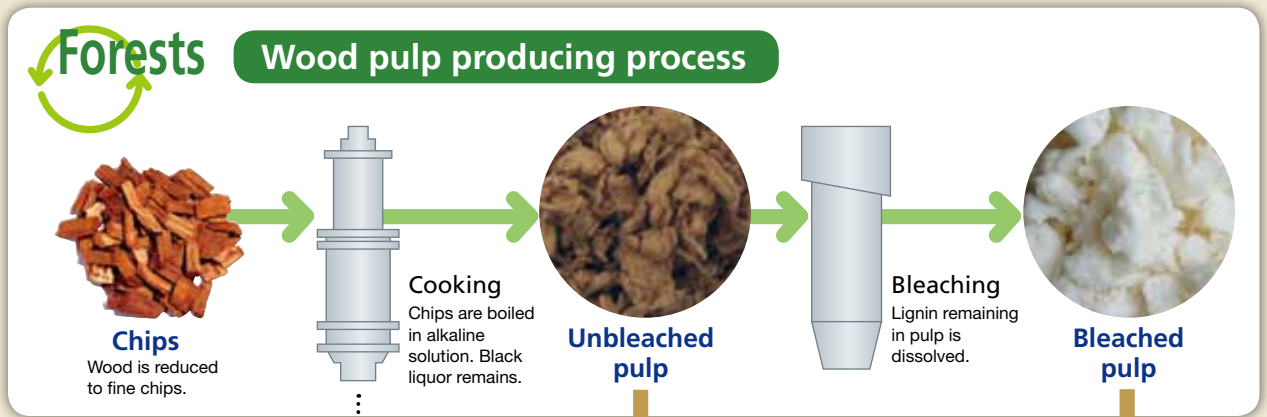 Forests
Wood pulp producing process
Chips
Wood is reduced
to fine chips.
Cooking
Chips are boiled
in alkaline
solution. Black
liquor remains.
Unbleached
pulp
Bleaching
Lignin remaining
in pulp is
dissolved.
Bleached
pulp